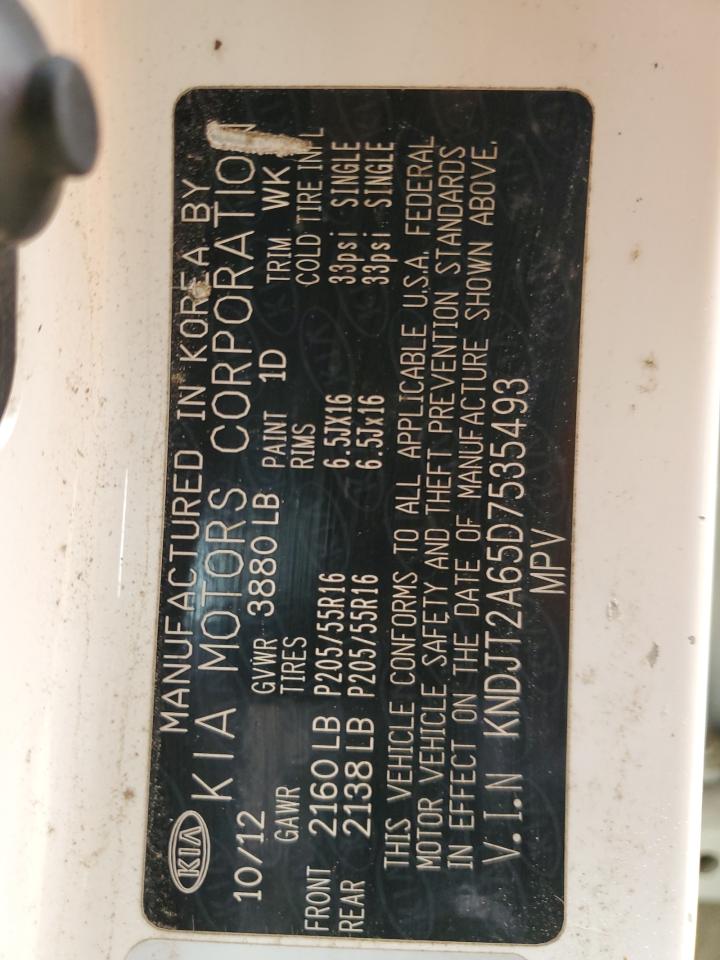 KIA
MANUFACTURED IN KOREA BY
KIA MOTORS CORPORATION
10/12 GVWR 3880 LB PAINT 1D TRIM WK
GAWR TIRES RIMS COLD TIRE INFL
FRONT 2160 LB P205/55R16 6.5JX16 33psi SINGLE
REAR 2138 LB P205/55R16 6.5Jx16 33psi SINGLE
THIS VEHICLE CONFORMS TO ALL APPLICABLE U.S.A. FEDERAL
MOTOR VEHICLE SAFETY AND THEFT PREVENTION STANDARDS
IN EFFECT ON THE DATE OF MANUFACTURE SHOWN ABOVE.
V.I.N KNDJT2A65D7535493
MPV